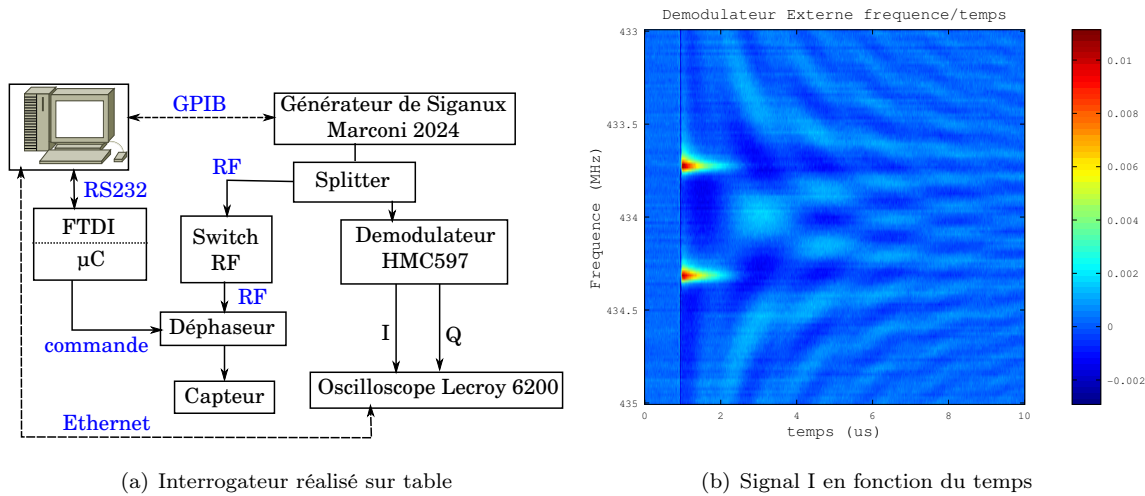 GPIB
Générateur de Siganux
Marconi 2024
RF
Splitter
RS232
FTDI
µC
Switch
RF
Demodulateur
HMC597
RF
Déphaseur
commande
I
Q
Capteur
Oscilloscope Lecroy 6200
Ethernet
(a) Interrogateur réalisé sur table
Demodulateur Externe frequence/temps
433
433.5
434
434.5
435
Frequence (MHz)
0
2
4
6
8
10
temps (us)
0.01
0.008
0.006
0.004
0.002
0
−0.002
(b) Signal I en fonction du temps